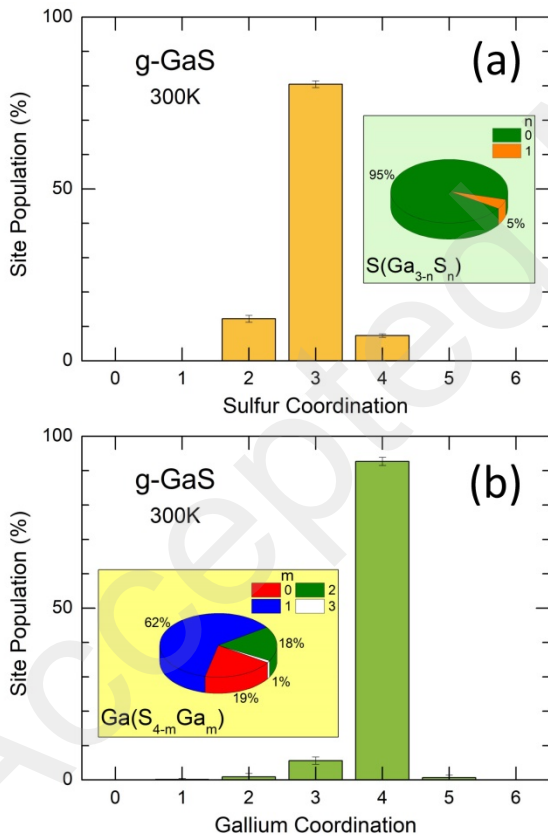 100
(a)
g-GaS
300K
n
0
1
95%
5%
S(Ga3-nSn)
50
0
Site Population (%)
0 1 2 3 4 5 6
Sulfur Coordination
100
(b)
g-GaS
300K
m
0 2
1 3
62%
18%
1%
19%
Ga(S4-mGam)
50
0
Site Population (%)
0 1 2 3 4 5 6
Gallium Coordination
Accepted